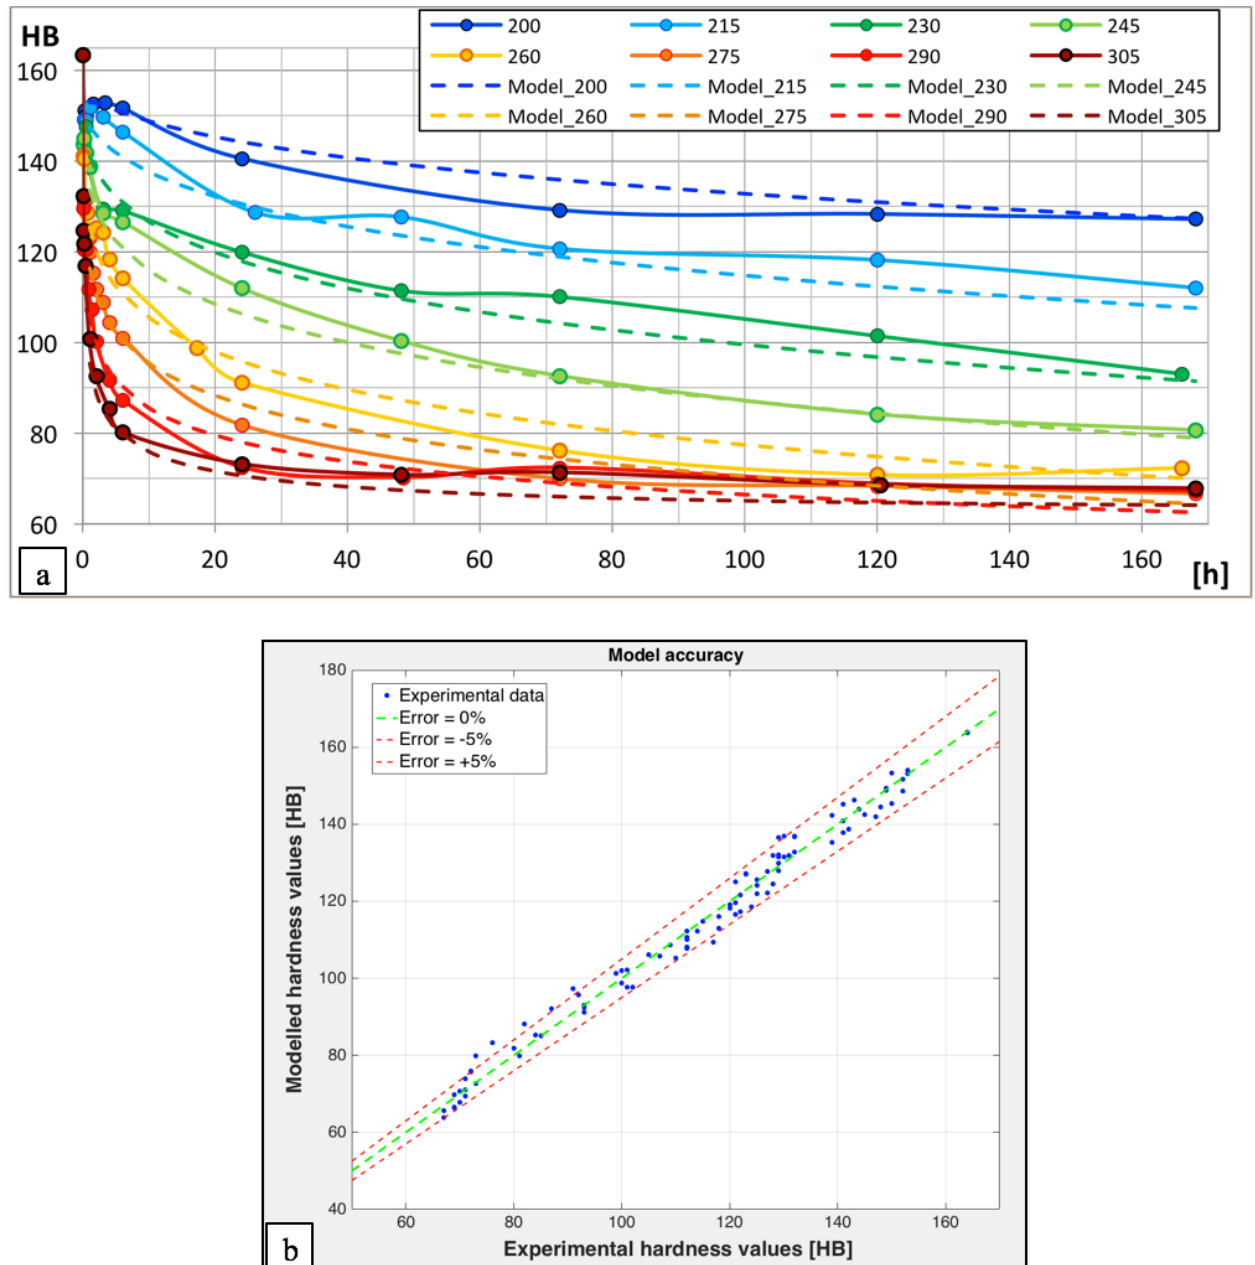 HB
200 215 230 245
260 275 290 305
Model_200 Model_215 Model_230 Model_245
Model_260 Model_275 Model_290 Model_305
160
140
120
100
80
60
0 20 40 60 80 100 120 140 160
[h]
a
Model accuracy
180
160
140
120
100
80
60
40
Experimental data
Error = 0%
Error = -5%
Error = +5%
Modelled hardness values [HB]
60 80 100 120 140 160
Experimental hardness values [HB]
b